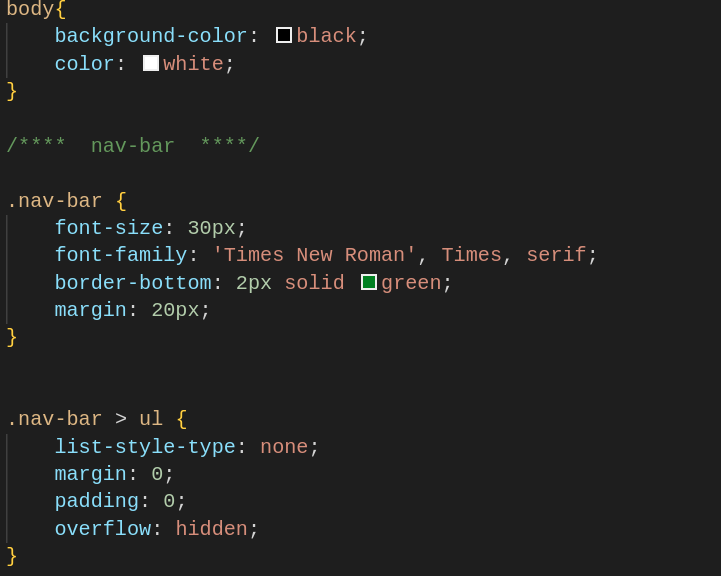 body{
    background-color: black;
    color: white;
}
/****  nav-bar  ****/
.nav-bar {
    font-size: 30px;
    font-family: 'Times New Roman', Times, serif;
    border-bottom: 2px solid green;
    margin: 20px;
}
.nav-bar > ul {
    list-style-type: none;
    margin: 0;
    padding: 0;
    overflow: hidden;
}